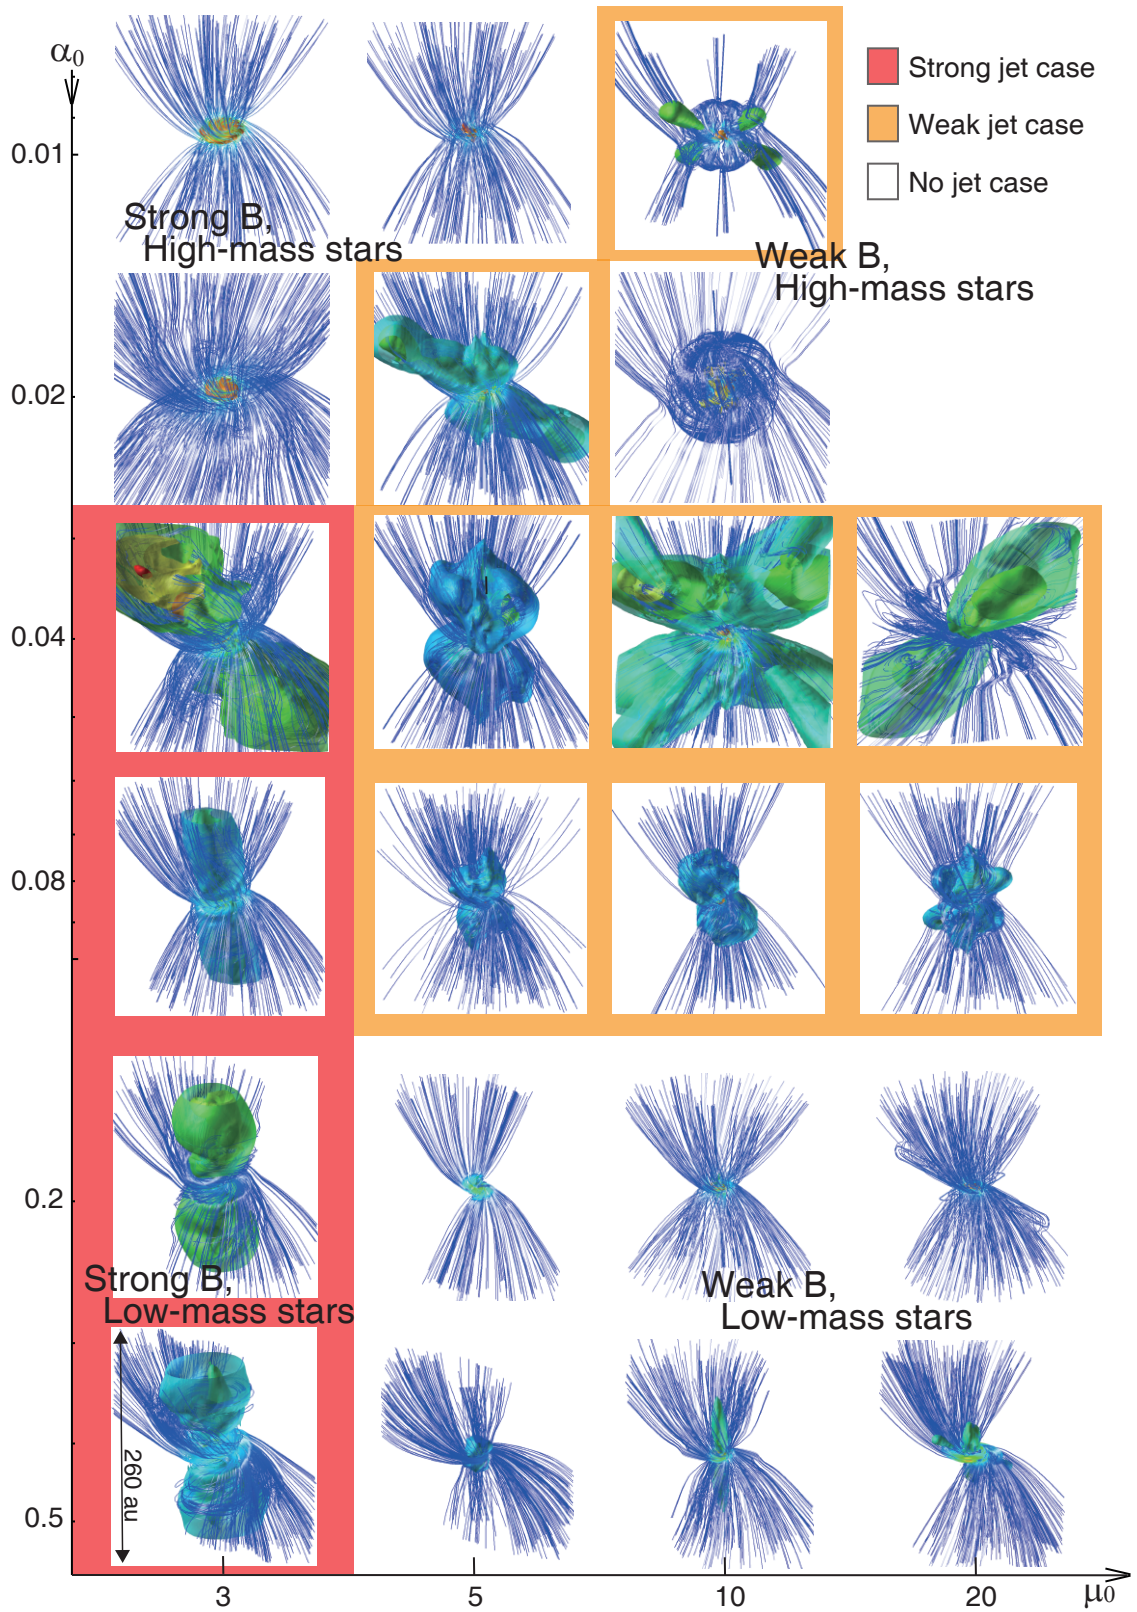 α0
Strong jet case
Weak jet case
No jet case
0.01
Strong B,
High-mass stars
Weak B,
High-mass stars
0.02
0.04
0.08
0.2
Strong B,
Low-mass stars
Weak B,
Low-mass stars
260 au
0.5
3
5
10
20
μ0